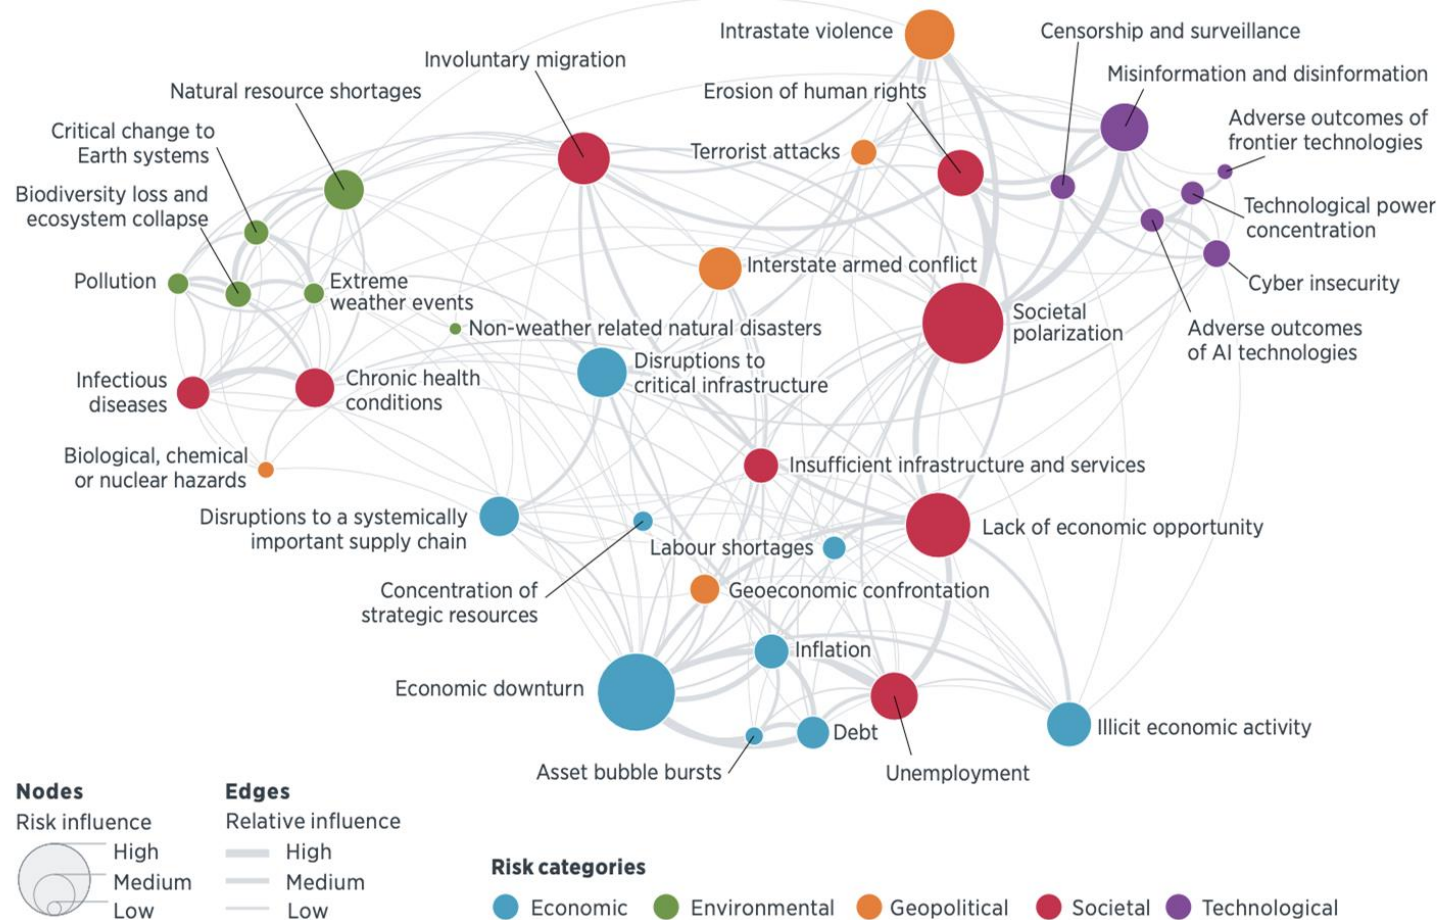 Intrastate violence
Censorship and surveillance
Involuntary migration
Misinformation and disinformation
Natural resource shortages
Erosion of human rights
Adverse outcomes of
frontier technologies
Critical change to
Earth systems
Terrorist attacks
Biodiversity loss and
ecosystem collapse
Technological power
concentration
Pollution
Extreme
weather events
Interstate armed conflict
Cyber insecurity
Non-weather related natural disasters
Societal
polarization
Adverse outcomes
of AI technologies
Disruptions to
critical infrastructure
Infectious
diseases
Chronic health
conditions
Biological, chemical
or nuclear hazards
Insufficient infrastructure and services
Disruptions to a systemically
important supply chain
Lack of economic opportunity
Labour shortages
Concentration of
strategic resources
Geoeconomic confrontation
Inflation
Economic downturn
Debt
Illicit economic activity
Asset bubble bursts
Unemployment
Nodes
Risk influence
High
Medium
Low
Edges
Relative influence
High
Medium
Low
Risk categories
Economic
Environmental
Geopolitical
Societal
Technological